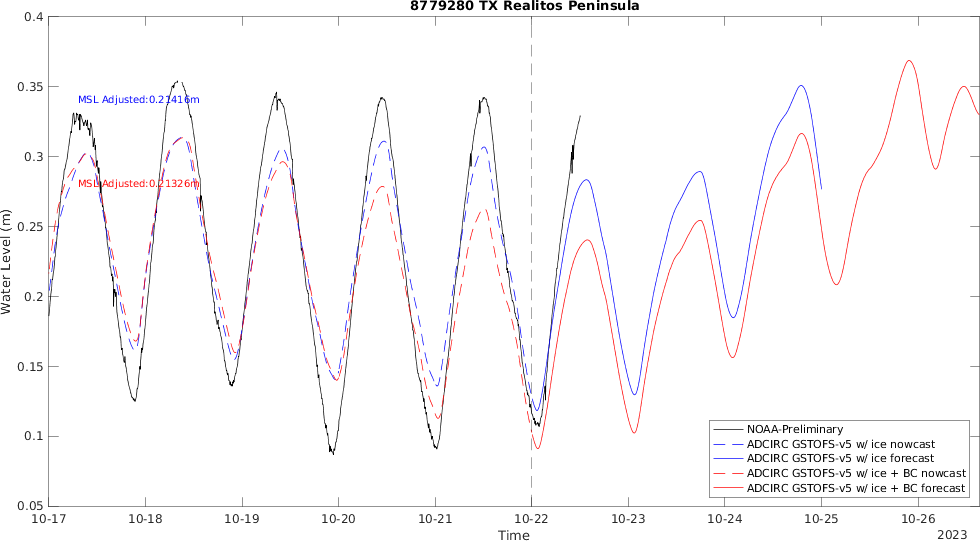 8779280 TX Realitos Peninsula
0.4
0.35
0.3
0.25
0.2
0.15
0.1
0.05
Water Level (m)
MSL Adjusted:0.21416m
MSL Adjusted:0.21326m
NOAA-Preliminary
ADCIRC GSTOFS-v5 w/ ice nowcast
ADCIRC GSTOFS-v5 w/ ice forecast
ADCIRC GSTOFS-v5 w/ ice + BC nowcast
ADCIRC GSTOFS-v5 w/ ice + BC forecast
10-17 10-18 10-19 10-20 10-21 10-22 10-23 10-24 10-25 10-26
Time
2023